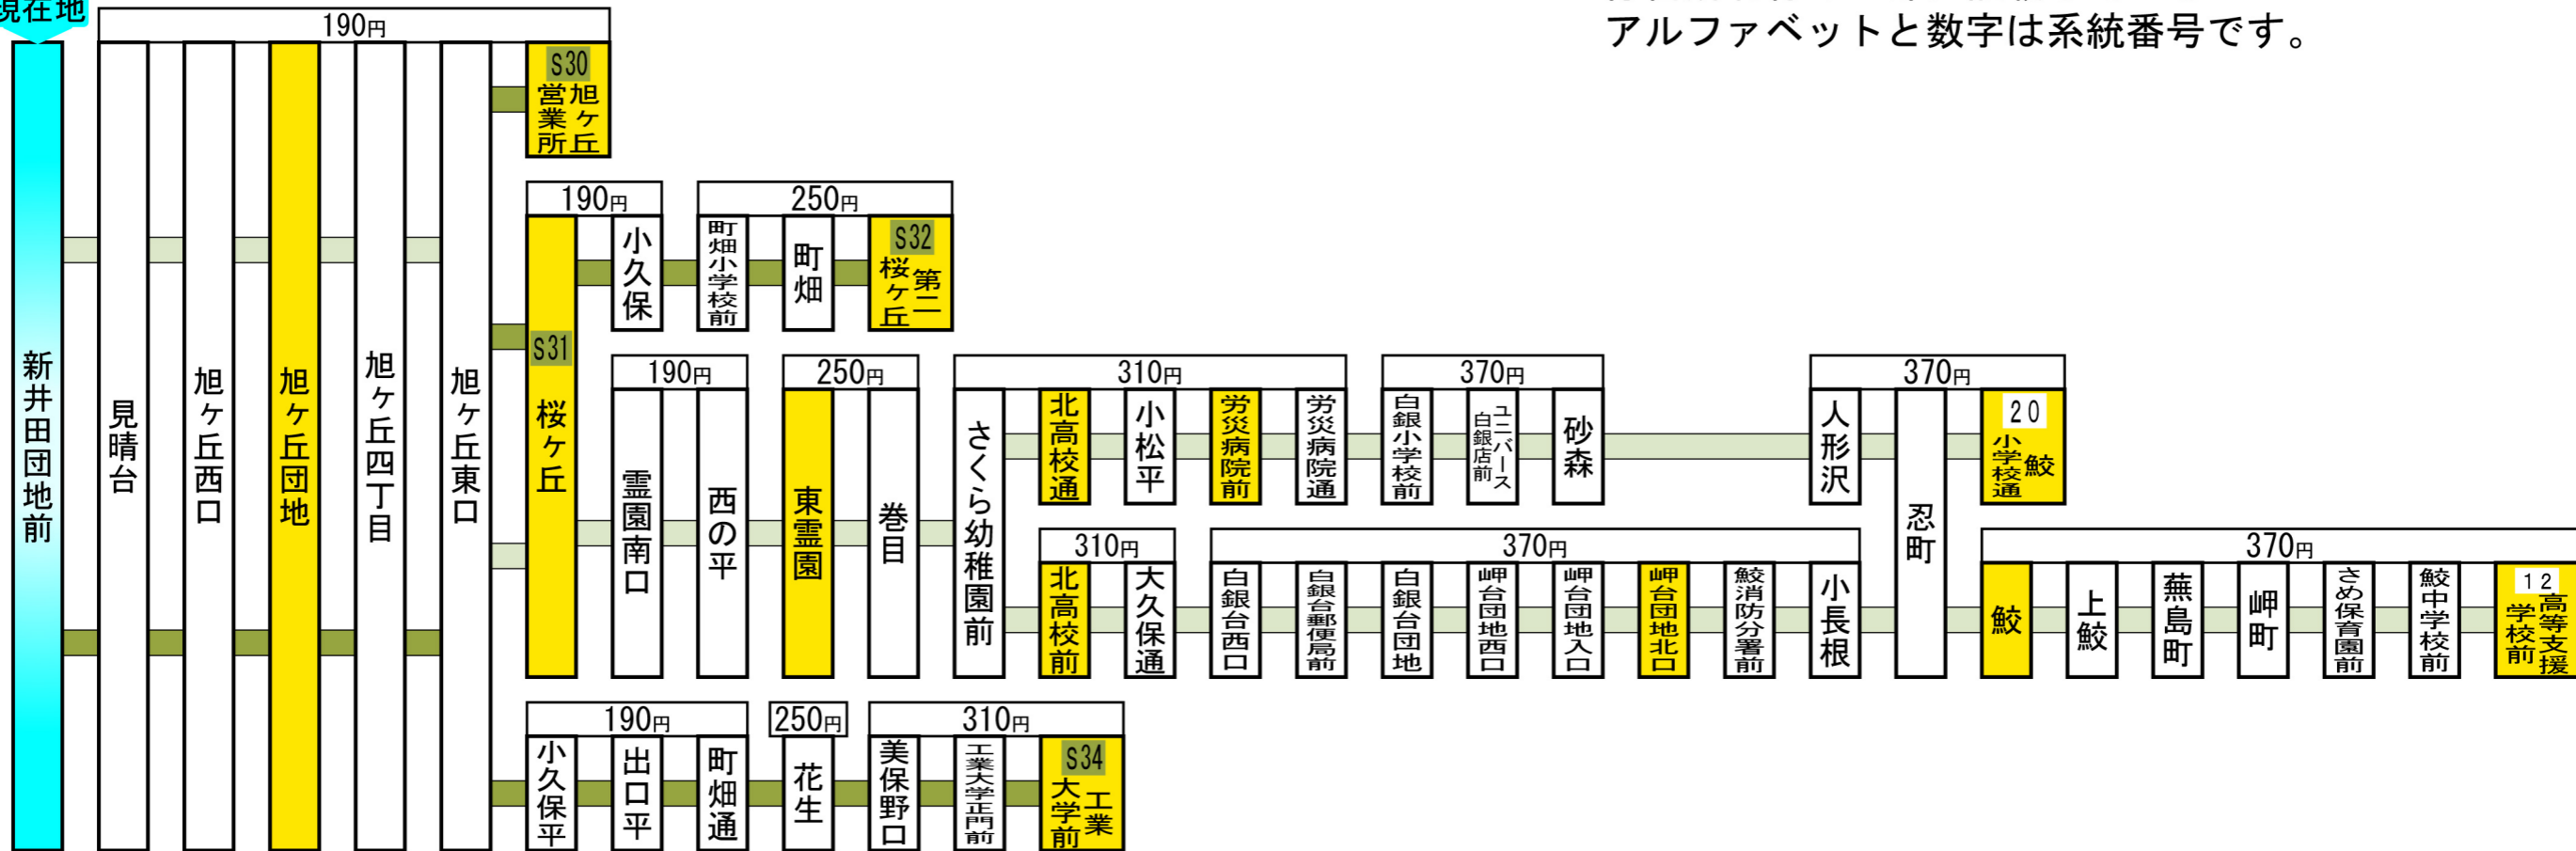 現在地
アルファベットと数字は系統番号です。
190円
新井田団地前
見晴台
旭ヶ丘西口
旭ヶ丘団地
旭ヶ丘四丁目
旭ヶ丘東口
S30
旭ヶ丘
営業所
190円
250円
S31
桜ヶ丘
小久保
町畑小学校前
町畑
S32
第二
桜ヶ丘
190円
250円
310円
370円
370円
霊園南口
西の平
東霊園
巻目
さくら幼稚園前
北高校通
小松平
労災病院前
労災病院通
白銀小学校前
ユニバース
白銀店前
砂森
人形沢
忍町
20
鮫
小学校通
310円
370円
370円
北高校前
大久保通
白銀台西口
白銀台郵便局前
白銀台団地
岬台団地西口
岬台団地入口
岬台団地北口
鮫消防分署前
小長根
鮫
上鮫
蕪島町
岬町
さめ保育園前
鮫中学校前
12
高等支援
学校前
190円
250円
310円
小久保平
出口平
町畑通
花生
美保野口
工業大学正門前
S34
工業
大学前